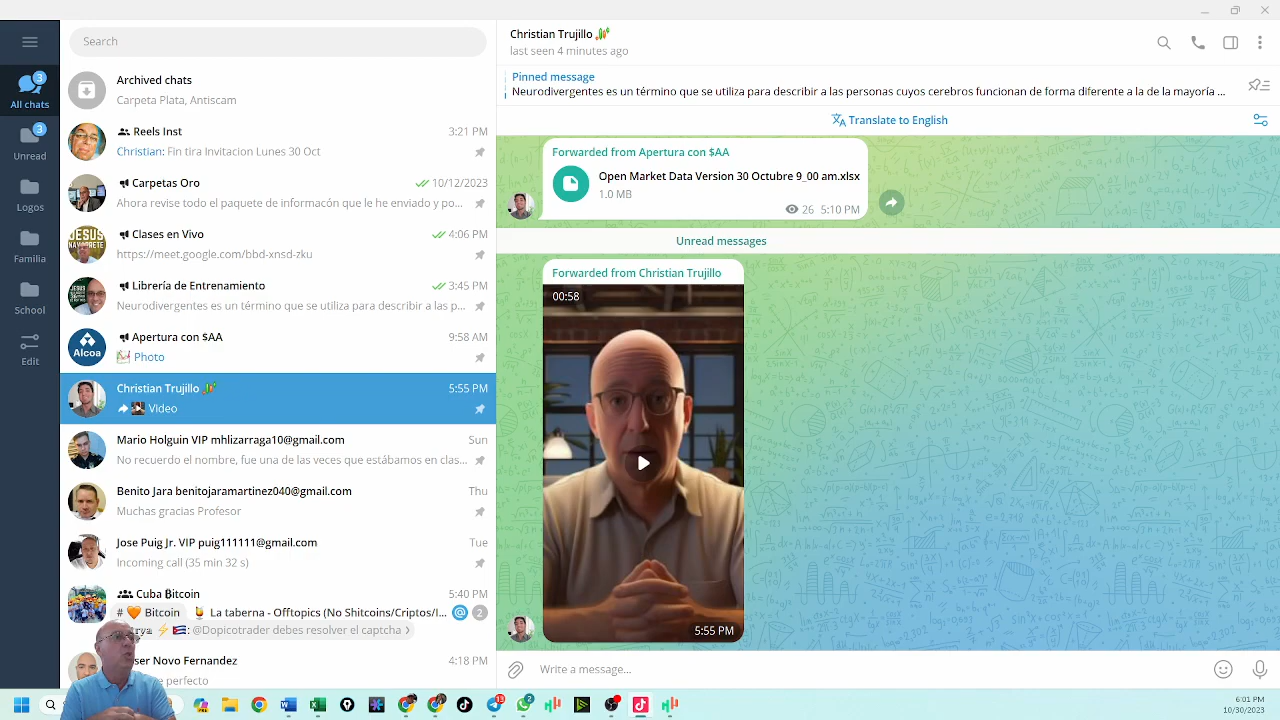 Search
Archived chats
Carpeta Plata, Antiscam
Reels Inst 3:21 PM
Christian: Fin tira Invitacion Lunes 30 Oct
Carpetas Oro 10/12/2023
Ahora revise todo el paquete de informacón que le he enviado y po...
Clases en Vivo 4:06 PM
https://meet.google.com/bbd-xnsd-zku
Librería de Entrenamiento 3:45 PM
Neurodivergentes es un término que se utiliza para describir a las p...
Apertura con $AA 9:58 AM
Photo
Alcoa
Christian Trujillo 5:55 PM
Video
Mario Holguin VIP mhlizarraga10@gmail.com Sun
No recuerdo el nombre, fue una de las veces que estábamos en clas...
Benito Jara benitojaramartinez040@gmail.com Thu
Muchas gracias Profesor
Jose Puig Jr. VIP puig111111@gmail.com Tue
Incoming call (35 min 32 s)
Cuba Bitcoin 5:40 PM
# Bitcoin La taberna - Offtopics (No Shitcoins/Criptos/I... @ 2
: @Dopicotrader debes resolver el captcha
Novo Fernandez 4:18 PM
perfecto
3
All chats
3
Unread
Logos
Familia
School
Edit
Christian Trujillo
last seen 4 minutes ago
Pinned message
Neurodivergentes es un término que se utiliza para describir a las personas cuyos cerebros funcionan de forma diferente a la de la mayoría ...
Translate to English
Forwarded from Apertura con $AA
Open Market Data Version 30 Octubre 9_00 am.xlsx
1.0 MB
26 5:10 PM
Unread messages
Forwarded from Christian Trujillo
00:58
5:55 PM
Write a message...
13
2
6:01 PM
10/30/2023